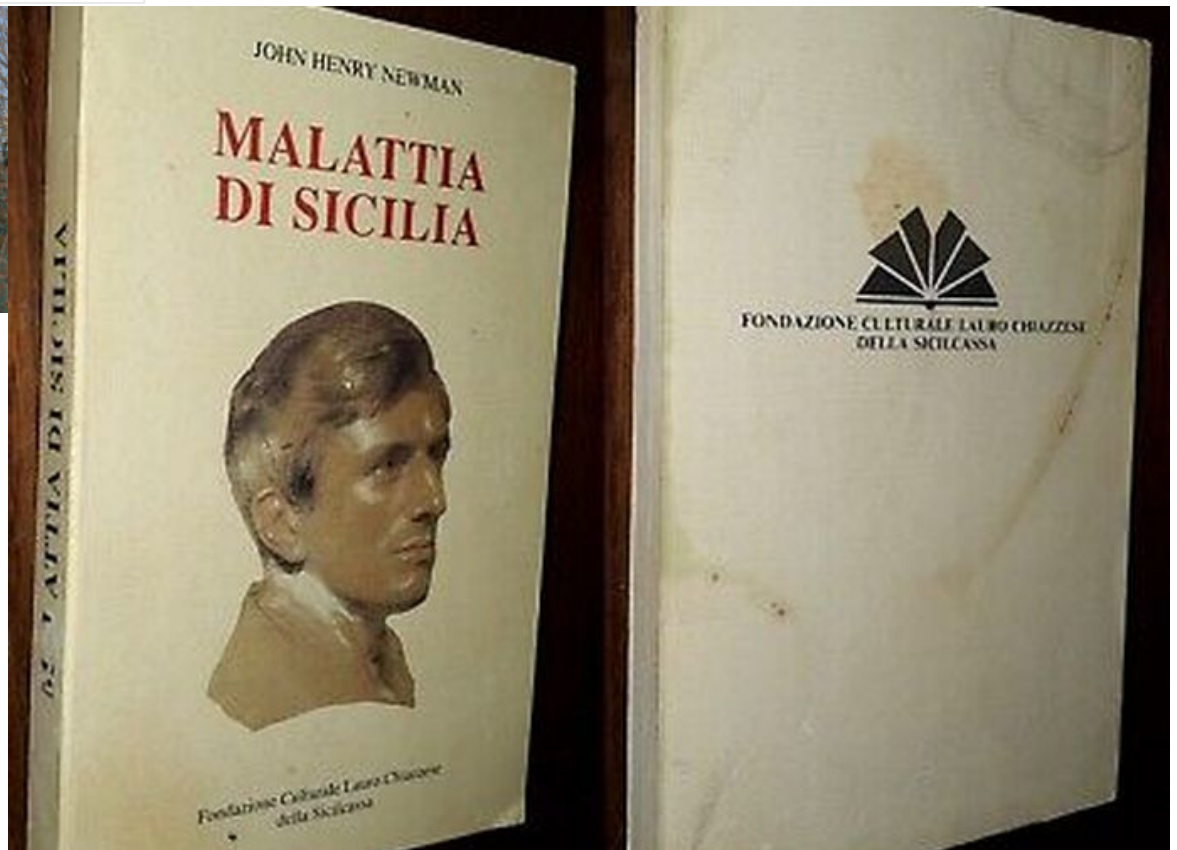 JOHN HENRY NEWMAN
MALATTIA
DI SICILIA
Fondazione Culturale Lauro Chiazzese
della Sicilcassa
ATTIA DI SICILIA
FONDAZIONE CULTURALE LAURO CHIAZZESE
DELLA SICILCASSA